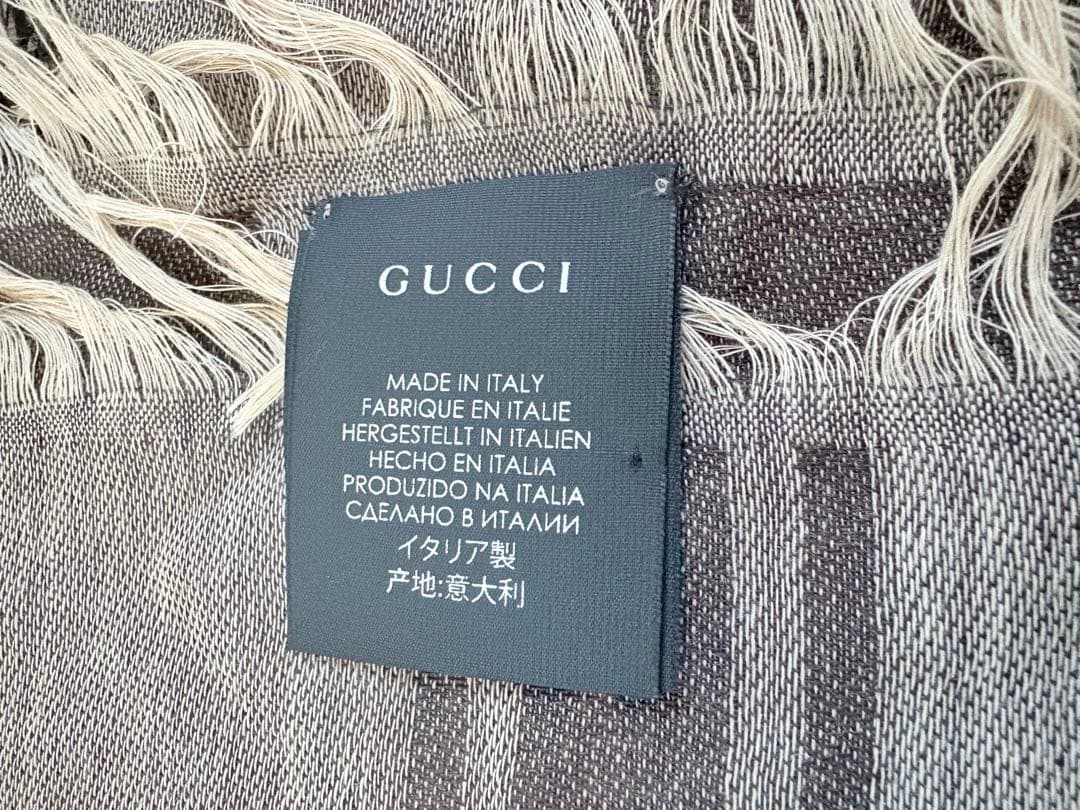 GUCCI
MADE IN ITALY
FABRIQUE EN ITALIE
HERGESTELLT IN ITALIEN
HECHO EN ITALIA
PRODUZIDO NA ITALIA
СДЕЛАНО В ИТАЛИИ
イタリア製
产地:意大利